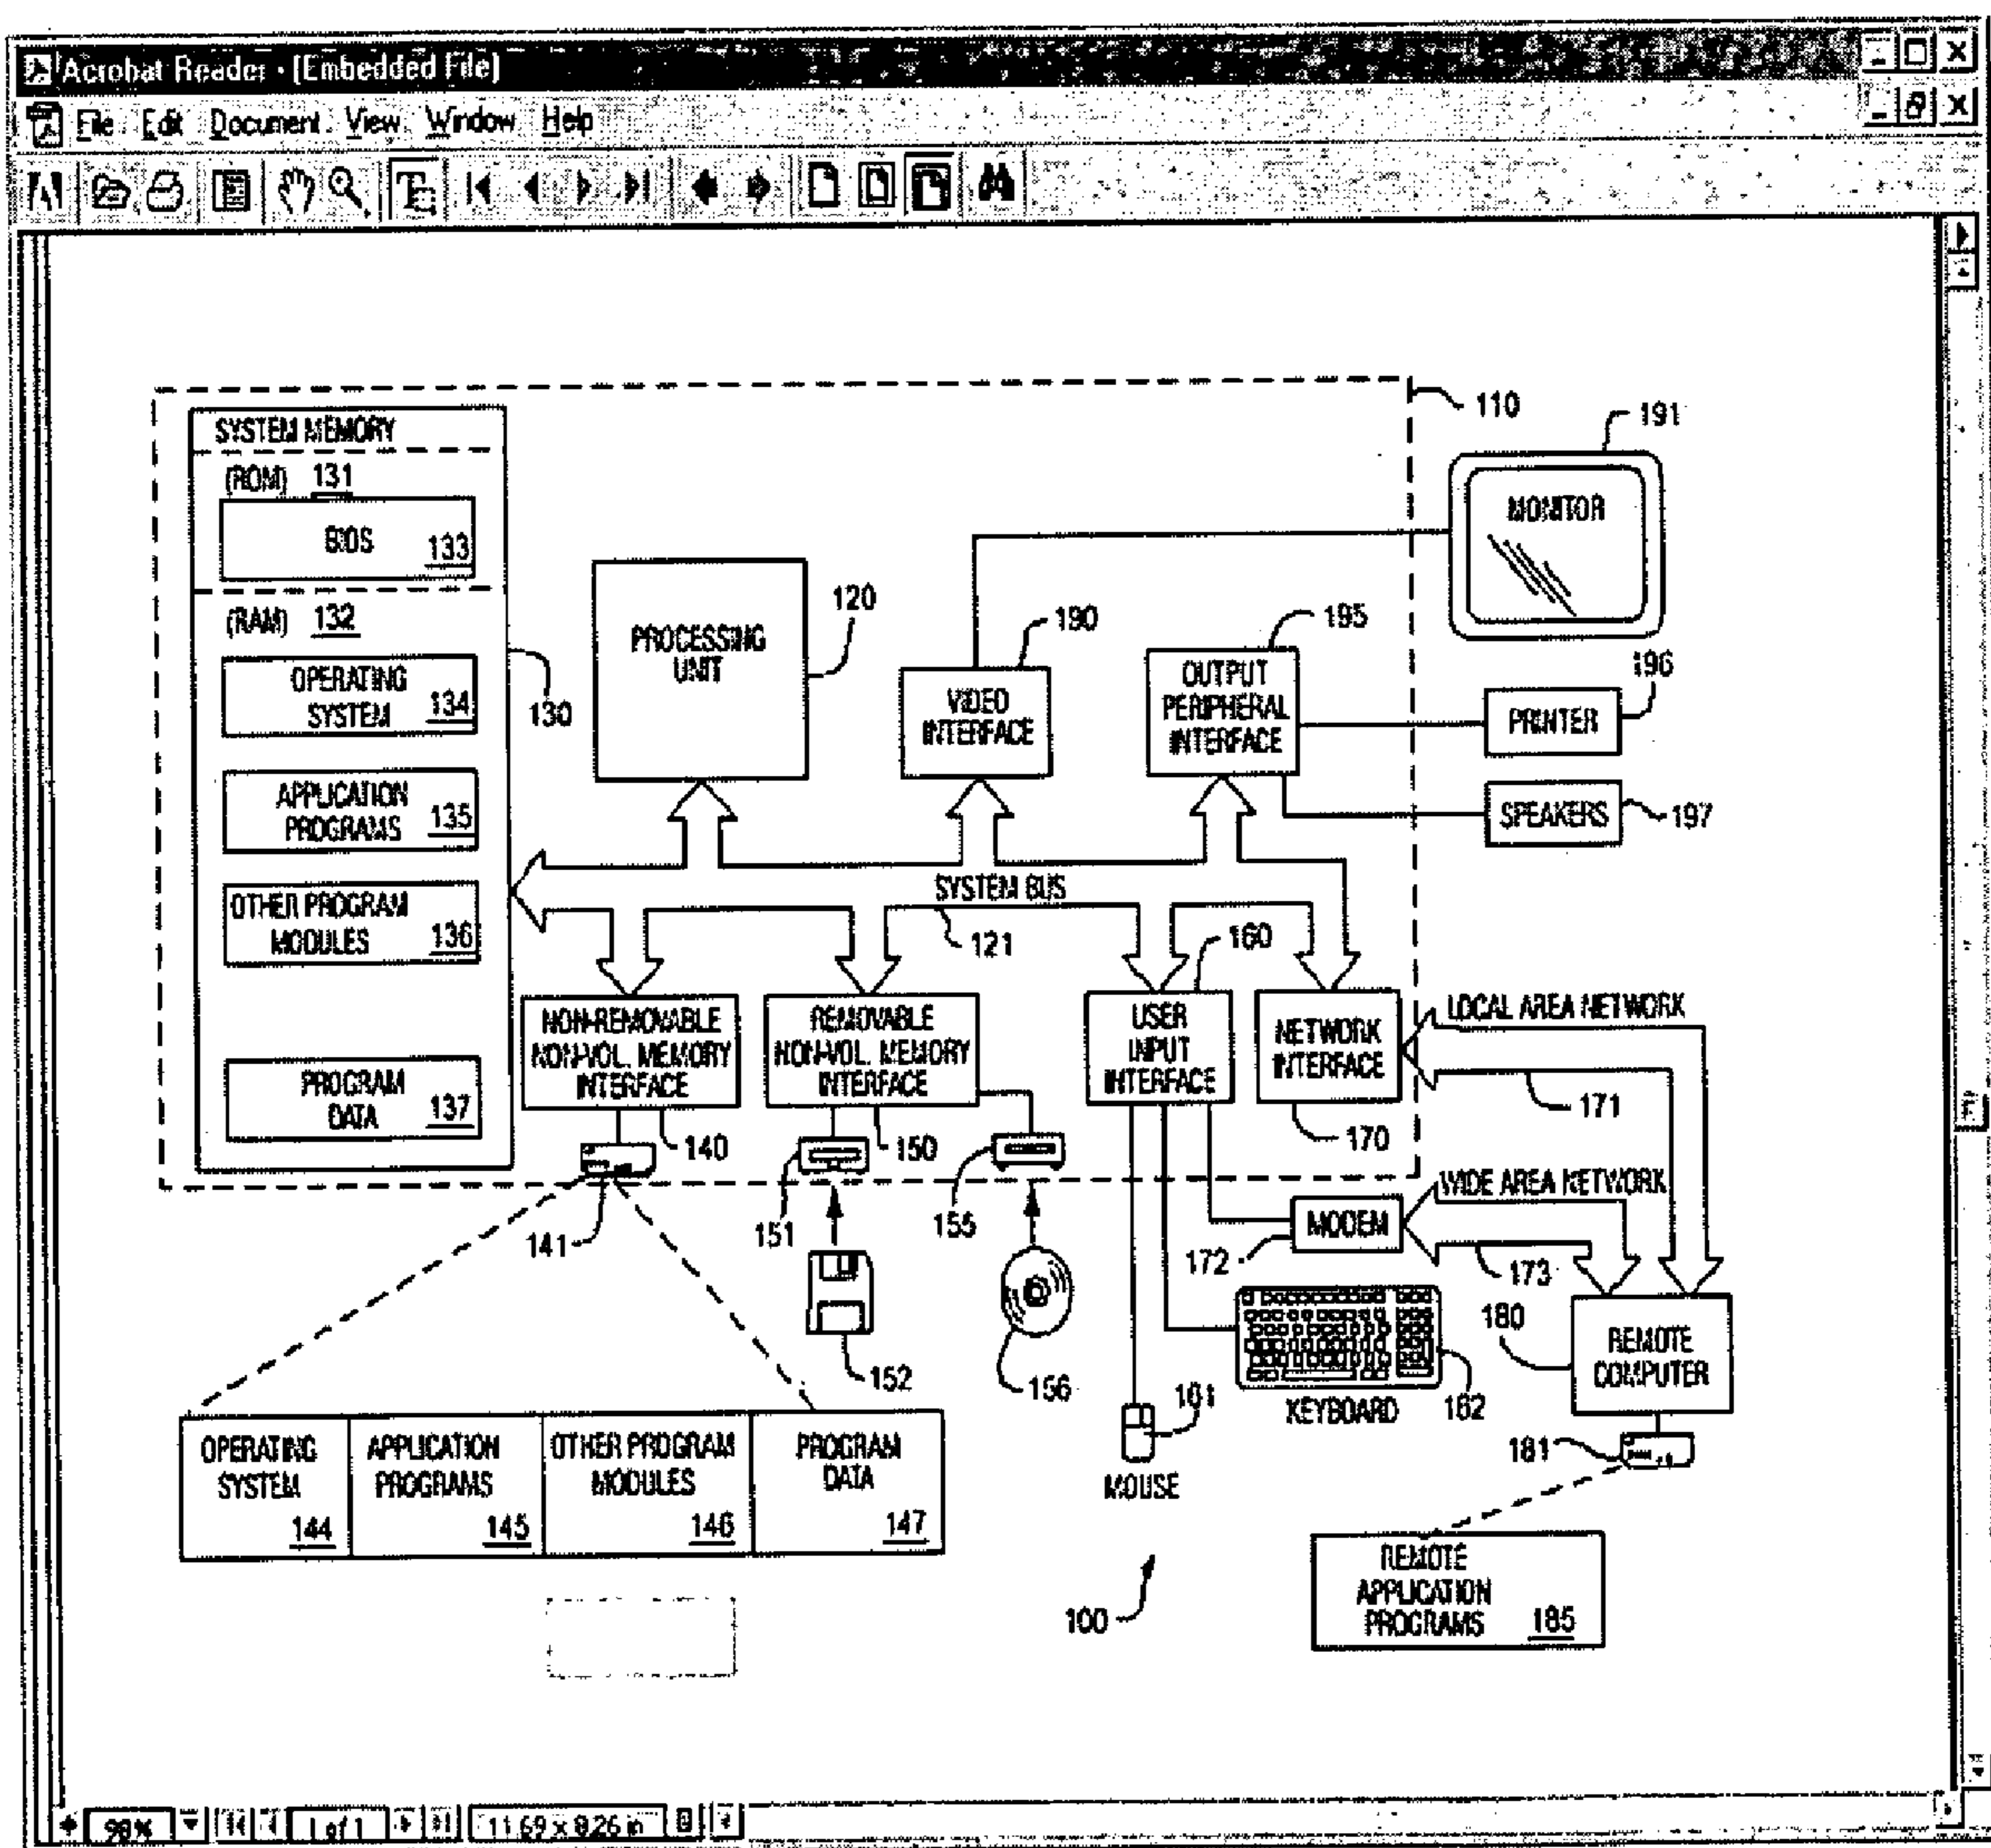 Acrobat Reader - [Embedded File]
File Edit Document View Window Help
110
191
SYSTEM MEMORY
(ROM) 131
BIOS 133
MONITOR
(RAM) 132
120
190
195
PROCESSING
UNIT
196
OPERATING
SYSTEM 134
130
VIDEO
INTERFACE
OUTPUT
PERIPHERAL
INTERFACE
PRINTER
APPLICATION
PROGRAMS 135
SPEAKERS
197
SYSTEM BUS
OTHER PROGRAM
MODULES 136
121
160
NON-REMOVABLE
NON-VOL. MEMORY
INTERFACE
REMOVABLE
NON-VOL. MEMORY
INTERFACE
USER
INPUT
INTERFACE
NETWORK
INTERFACE
LOCAL AREA NETWORK
PROGRAM
DATA 137
171
140
150
170
WIDE AREA NETWORK
141
151
155
MODEM
172
173
180
REMOTE
COMPUTER
152
156
161
KEYBOARD
162
OPERATING
SYSTEM
144
APPLICATION
PROGRAMS
145
OTHER PROGRAM
MODULES
146
PROGRAM
DATA
147
MOUSE
181
REMOTE
APPLICATION
PROGRAMS 185
100
98% 1 of 1 11.69 x 8.26 in